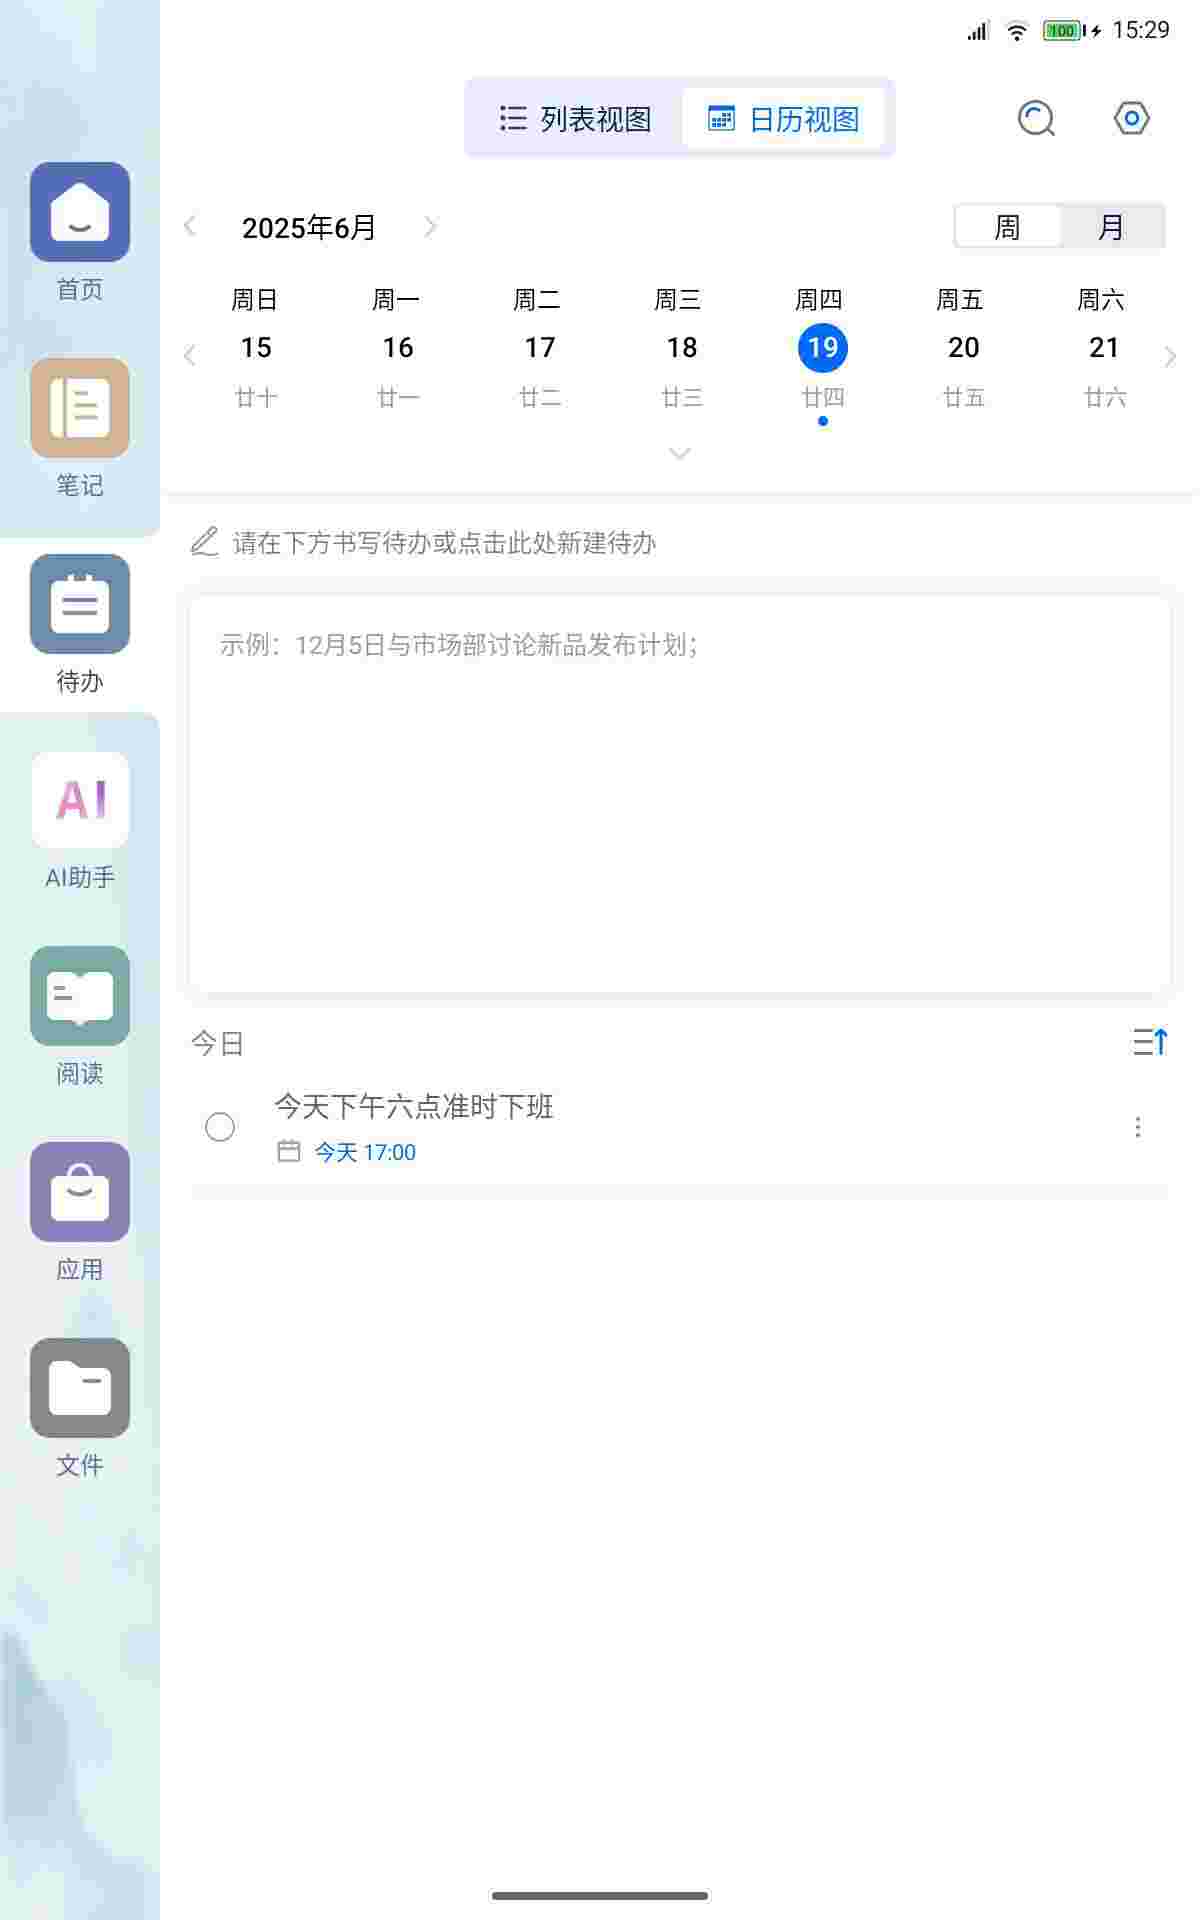 100 15:29
列表视图 日历视图
2025年6月 周 月
周日 周一 周二 周三 周四 周五 周六
15 16 17 18 19 20 21
廿十 廿一 廿二 廿三 廿四 廿五 廿六
请在下方书写待办或点击此处新建待办
示例：12月5日与市场部讨论新品发布计划；
今日
今天下午六点准时下班
今天 17:00
首页
笔记
待办
AI
AI助手
阅读
应用
文件